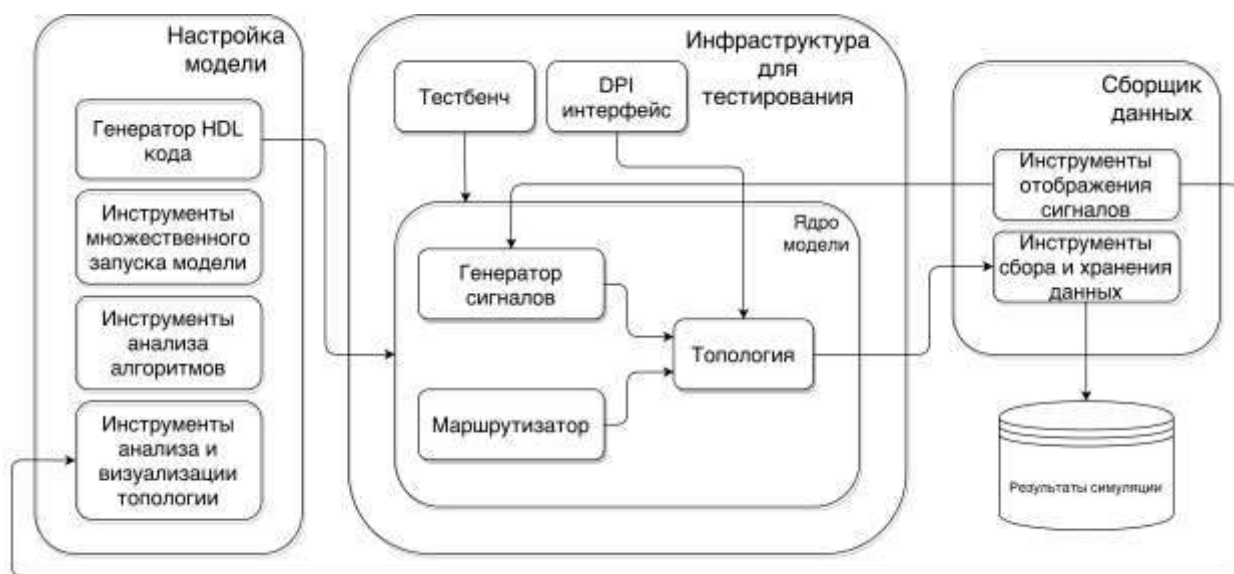 Настройка
модели
Генератор HDL
кода
Инструменты
множественного
запуска модели
Инструменты
анализа
алгоритмов
Инструменты
анализа и
визуализации
топологии
Инфраструктура
для
тестирования
Тестбенч
DPI
интерфейс
Ядро
модели
Генератор
сигналов
Топология
Маршрутизатор
Сборщик
данных
Инструменты
отображения
сигналов
Инструменты
сбора и хранения
данных
Результаты симуляции